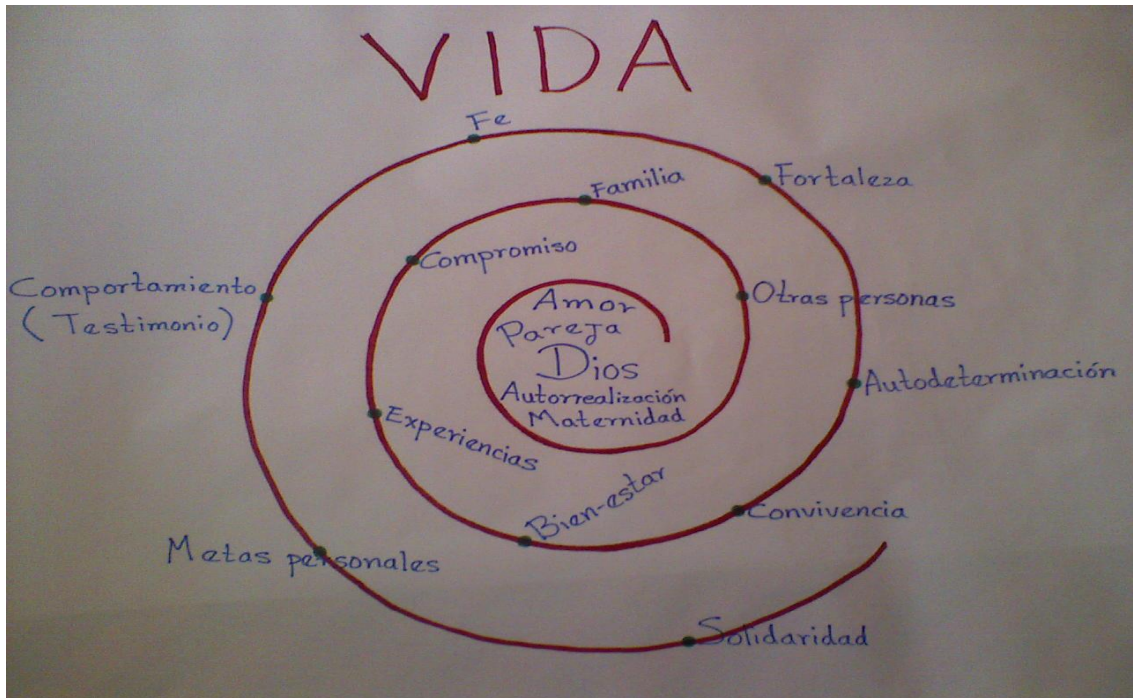 VIDA
Fe
Fortaleza
Familia
Compromiso
Comportamiento
(Testimonio)
Otras personas
Amor
Pareja
Dios
Autorrealización
Maternidad
Autodeterminación
Experiencias
Bien-estar
Convivencia
Metas personales
Solidaridad